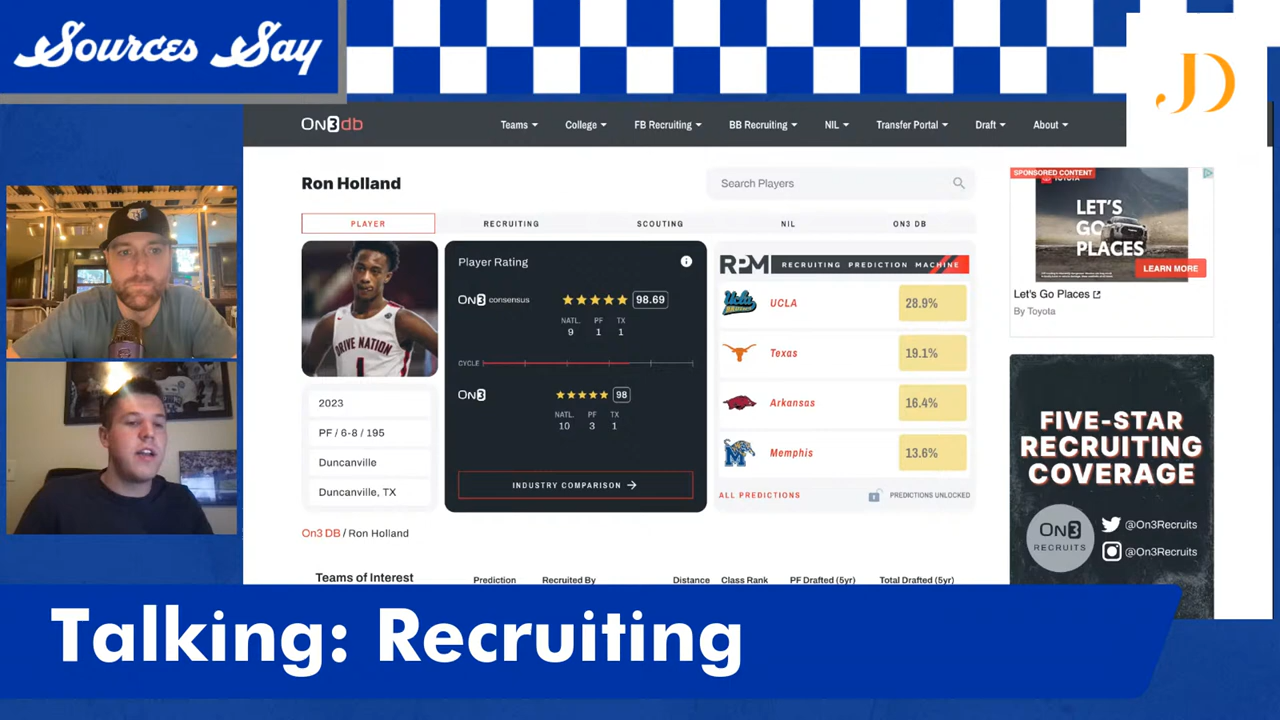 Sources Say
JD
On3db
Teams College FB Recruiting BB Recruiting NIL Transfer Portal Draft About
Ron Holland
Search Players
PLAYER RECRUITING SCOUTING NIL ON3 DB
DRIVE NATION
1
2023
PF / 6-8 / 195
Duncanville
Duncanville, TX
Player Rating
On3 consensus 98.69
NATL. PF TX
9 1 1
CYCLE
On3 98
NATL. PF TX
10 3 1
INDUSTRY COMPARISON
RPM RECRUITING PREDICTION MACHINE
UCLA 28.9%
Texas 19.1%
Arkansas 16.4%
Memphis 13.6%
ALL PREDICTIONS PREDICTIONS UNLOCKED
On3 DB / Ron Holland
Teams of Interest Prediction Recruited By Distance Class Rank PF Drafted (5yr) Total Drafted (5yr)
SPONSORED CONTENT
LET'S
GO
PLACES
LEARN MORE
Let's Go Places
By Toyota
FIVE-STAR
RECRUITING
COVERAGE
ON3
RECRUITS
@On3Recruits
@On3Recruits
Talking: Recruiting